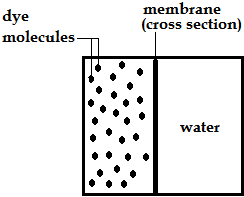 dye
molecules
membrane
(cross section)
water